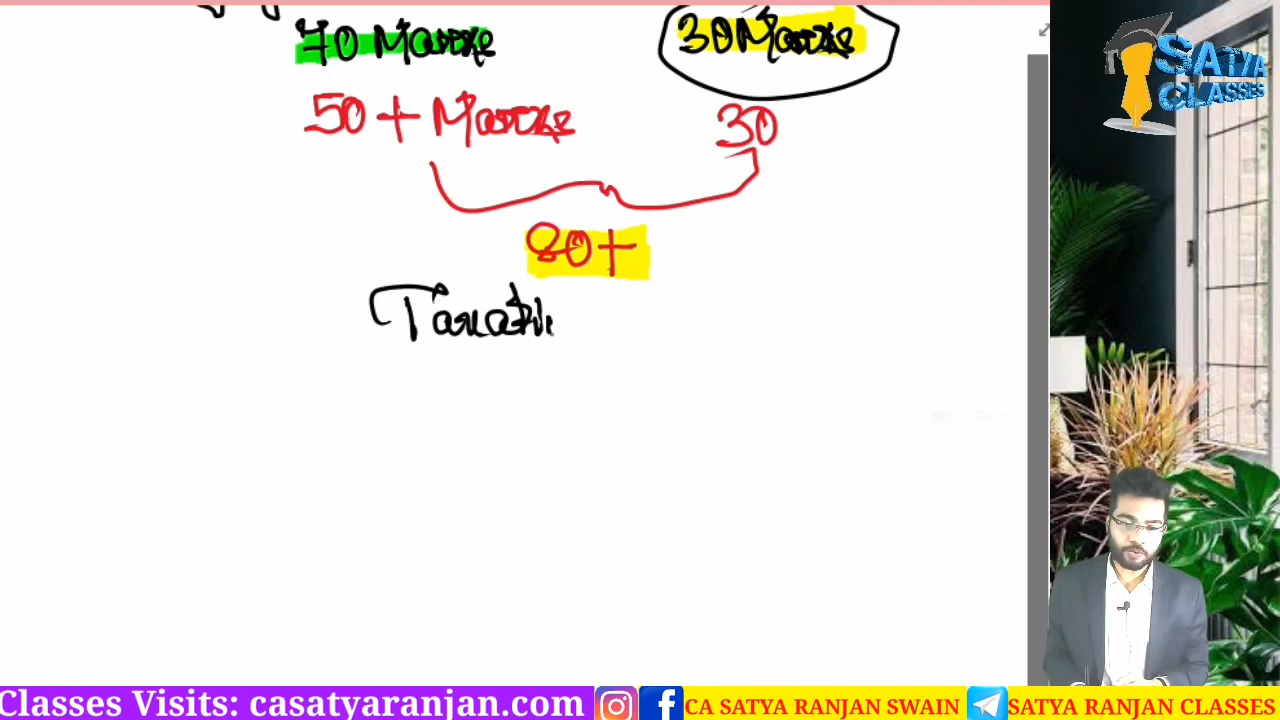 70 Marks
30 Marks
50 + Marks
30
80+
SATYA
CLASSES
Classes Visits: casatyaranjan.com
CA SATYA RANJAN SWAIN
SATYA RANJAN CLASSES